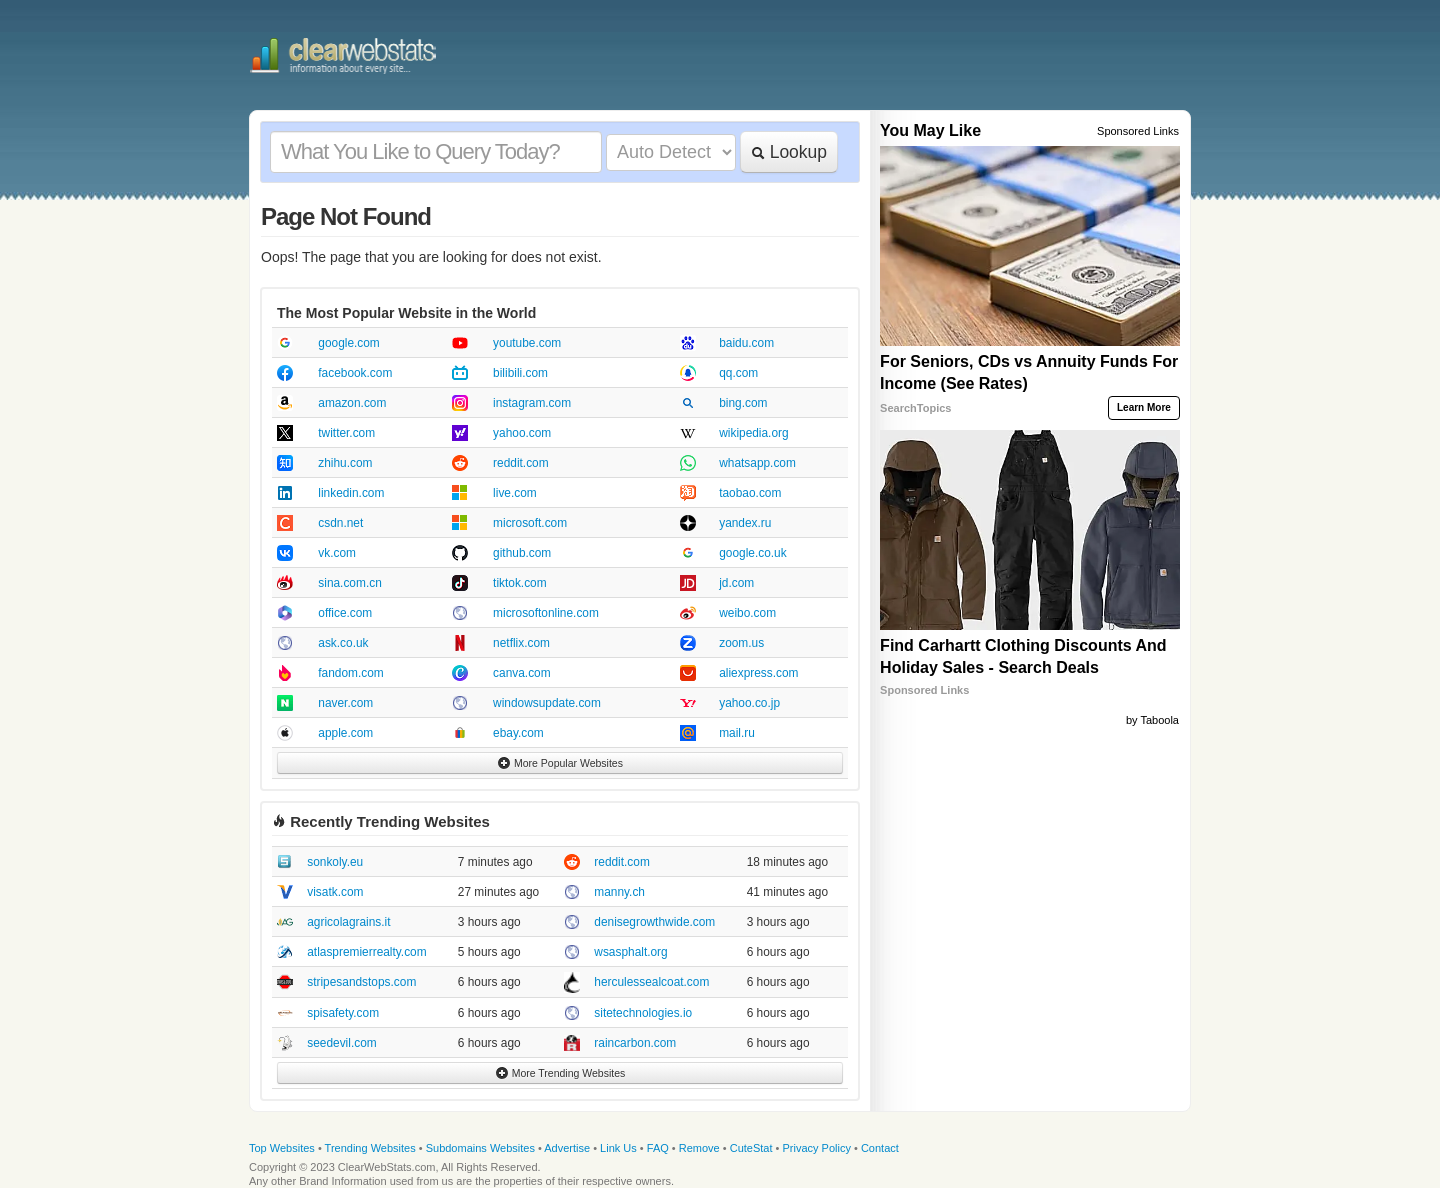 clearwebstats
information about every site...
What You Like to Query Today?
Auto Detect
Lookup
Page Not Found
Oops! The page that you are looking for does not exist.
The Most Popular Website in the World
google.com youtube.com baidu.com
facebook.com bilibili.com qq.com
amazon.com instagram.com bing.com
twitter.com yahoo.com wikipedia.org
zhihu.com reddit.com whatsapp.com
linkedin.com live.com taobao.com
csdn.net microsoft.com yandex.ru
vk.com github.com google.co.uk
sina.com.cn tiktok.com jd.com
office.com microsoftonline.com weibo.com
ask.co.uk netflix.com zoom.us
fandom.com canva.com aliexpress.com
naver.com windowsupdate.com yahoo.co.jp
apple.com ebay.com mail.ru
More Popular Websites
Recently Trending Websites
sonkoly.eu 7 minutes ago reddit.com 18 minutes ago
visatk.com 27 minutes ago manny.ch 41 minutes ago
agricolagrains.it 3 hours ago denisegrowthwide.com 3 hours ago
atlaspremierrealty.com 5 hours ago wsasphalt.org 6 hours ago
stripesandstops.com 6 hours ago herculessealcoat.com 6 hours ago
spisafety.com 6 hours ago sitetechnologies.io 6 hours ago
seedevil.com 6 hours ago raincarbon.com 6 hours ago
More Trending Websites
You May Like
Sponsored Links
For Seniors, CDs vs Annuity Funds For
Income (See Rates)
SearchTopics
Learn More
Find Carhartt Clothing Discounts And
Holiday Sales - Search Deals
Sponsored Links
by Taboola
Top Websites • Trending Websites • Subdomains Websites • Advertise • Link Us • FAQ • Remove • CuteStat • Privacy Policy • Contact
Copyright © 2023 ClearWebStats.com, All Rights Reserved.
Any other Brand Information used from us are the properties of their respective owners.